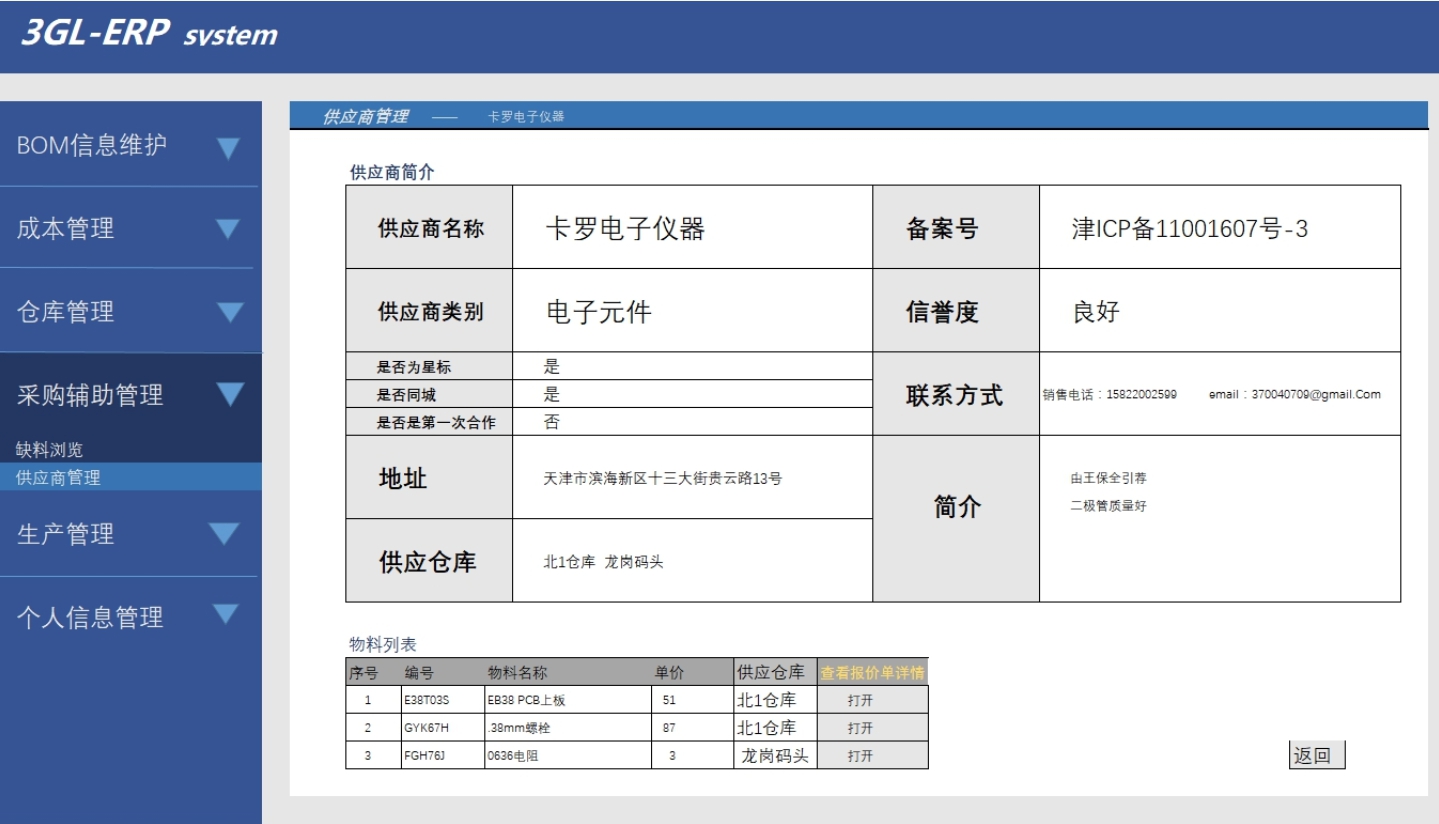 3GL-ERP system
BOM信息维护
成本管理
仓库管理
采购辅助管理
缺料浏览
供应商管理
生产管理
个人信息管理
供应商管理 —— 卡罗电子仪器
供应商简介
供应商名称 卡罗电子仪器 备案号 津ICP备11001607号-3
供应商类别 电子元件 信誉度 良好
是否为星标 是
是否同城 是
是否是第一次合作 否
联系方式 销售电话：15822002599 email：370040709@gmail.Com
地址 天津市滨海新区十三大街贵云路13号
供应仓库 北1仓库 龙岗码头
简介
由王保全引荐
二极管质量好
物料列表
序号 编号 物料名称 单价 供应仓库 查看报价单详情
1 E38T03S EB38 PCB上板 51 北1仓库 打开
2 GYK67H .38mm螺栓 87 北1仓库 打开
3 FGH76J 0636电阻 3 龙岗码头 打开
返回